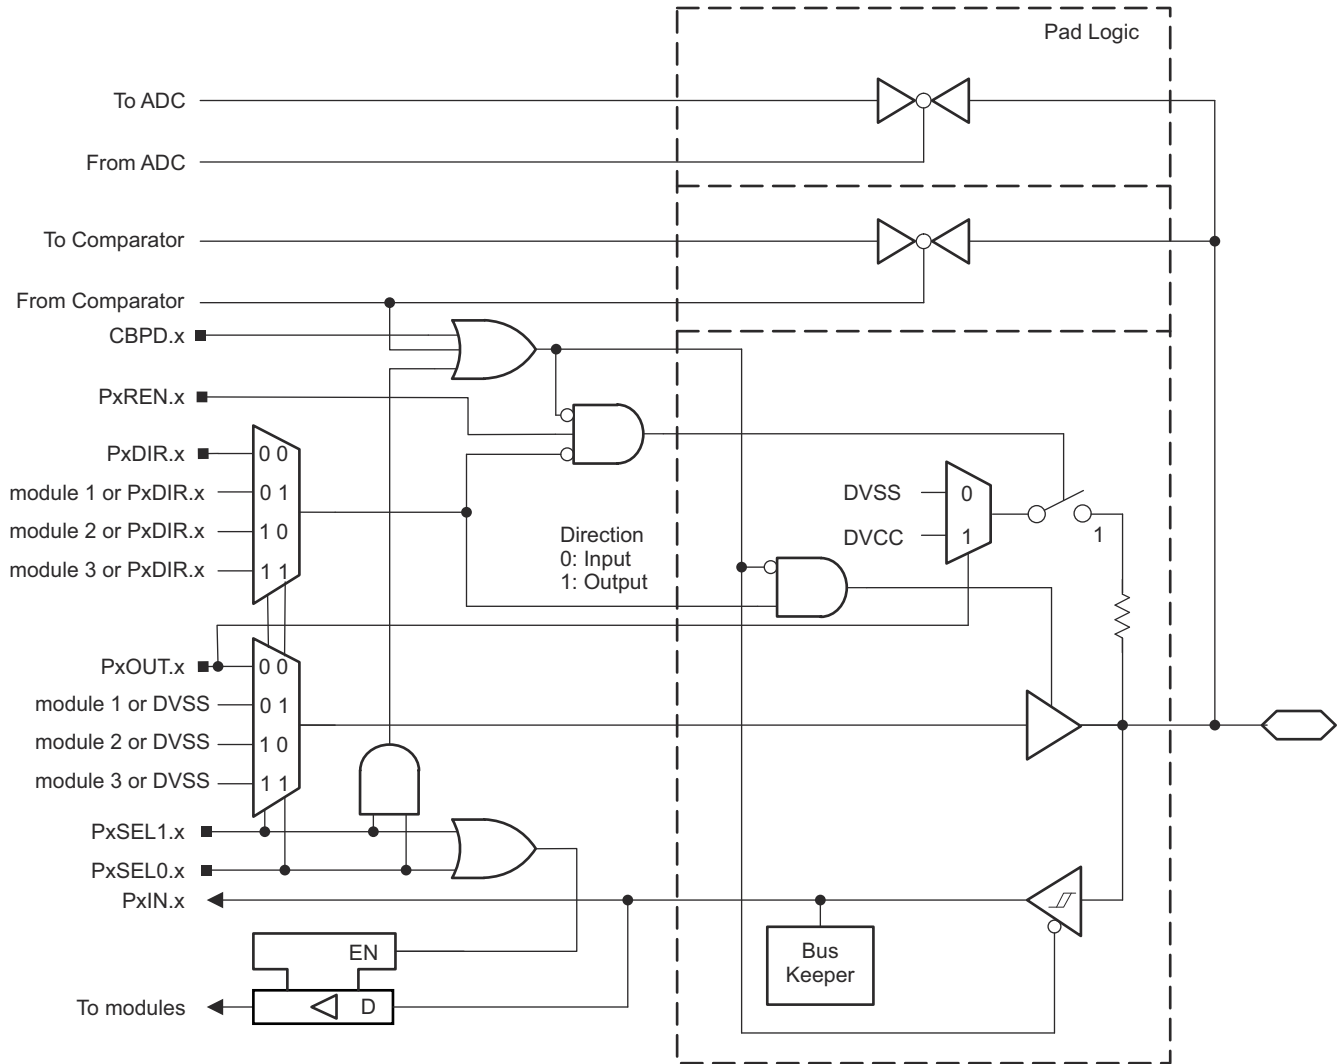 Pad Logic
To ADC
From ADC
To Comparator
From Comparator
CBPD.x
PxREN.x
PxDIR.x
0 0
module 1 or PxDIR.x
0 1
module 2 or PxDIR.x
1 0
module 3 or PxDIR.x
1 1
Direction
0: Input
1: Output
DVSS
0
DVCC
1
1
PxOUT.x
0 0
module 1 or DVSS
0 1
module 2 or DVSS
1 0
module 3 or DVSS
1 1
PxSEL1.x
PxSEL0.x
PxIN.x
Bus
Keeper
EN
To modules
D